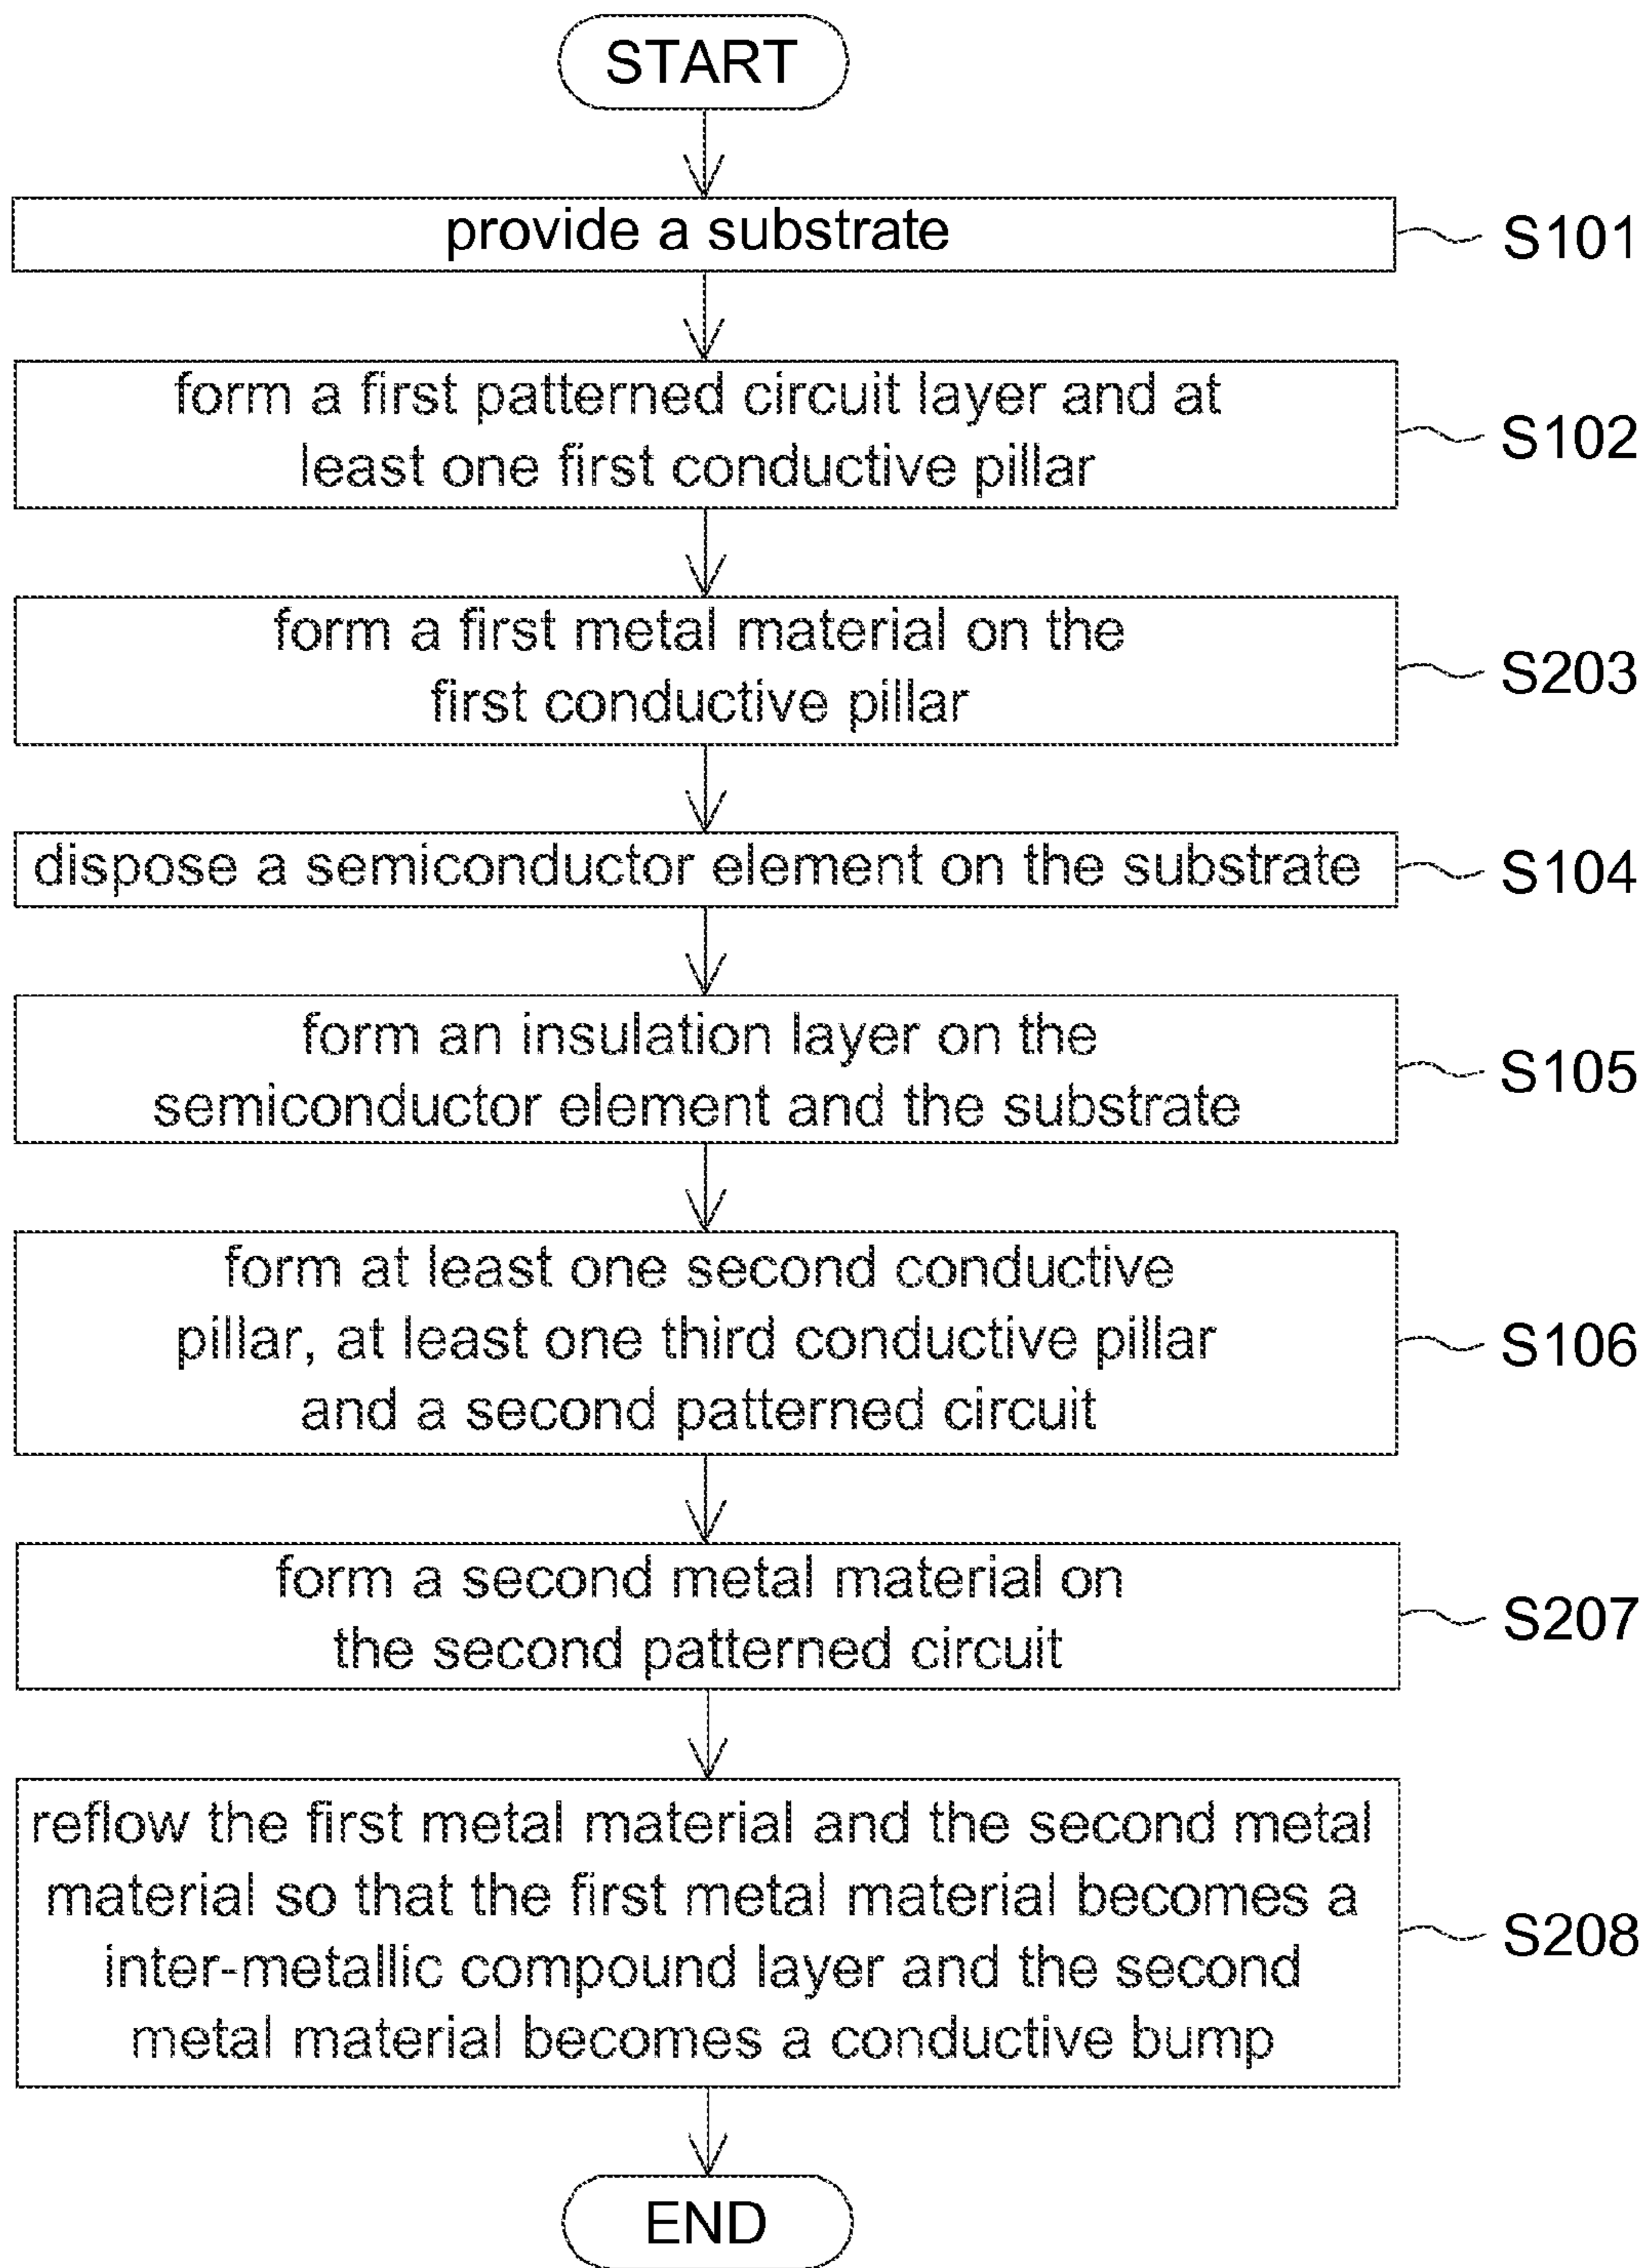 START
provide a substrate
S101
form a first patterned circuit layer and at
least one first conductive pillar
S102
form a first metal material on the
first conductive pillar
S203
dispose a semiconductor element on the substrate
S104
form an insulation layer on the
semiconductor element and the substrate
S105
form at least one second conductive
pillar, at least one third conductive pillar
and a second patterned circuit
S106
form a second metal material on
the second patterned circuit
S207
reflow the first metal material and the second metal
material so that the first metal material becomes a
inter-metallic compound layer and the second
metal material becomes a conductive bump
S208
END